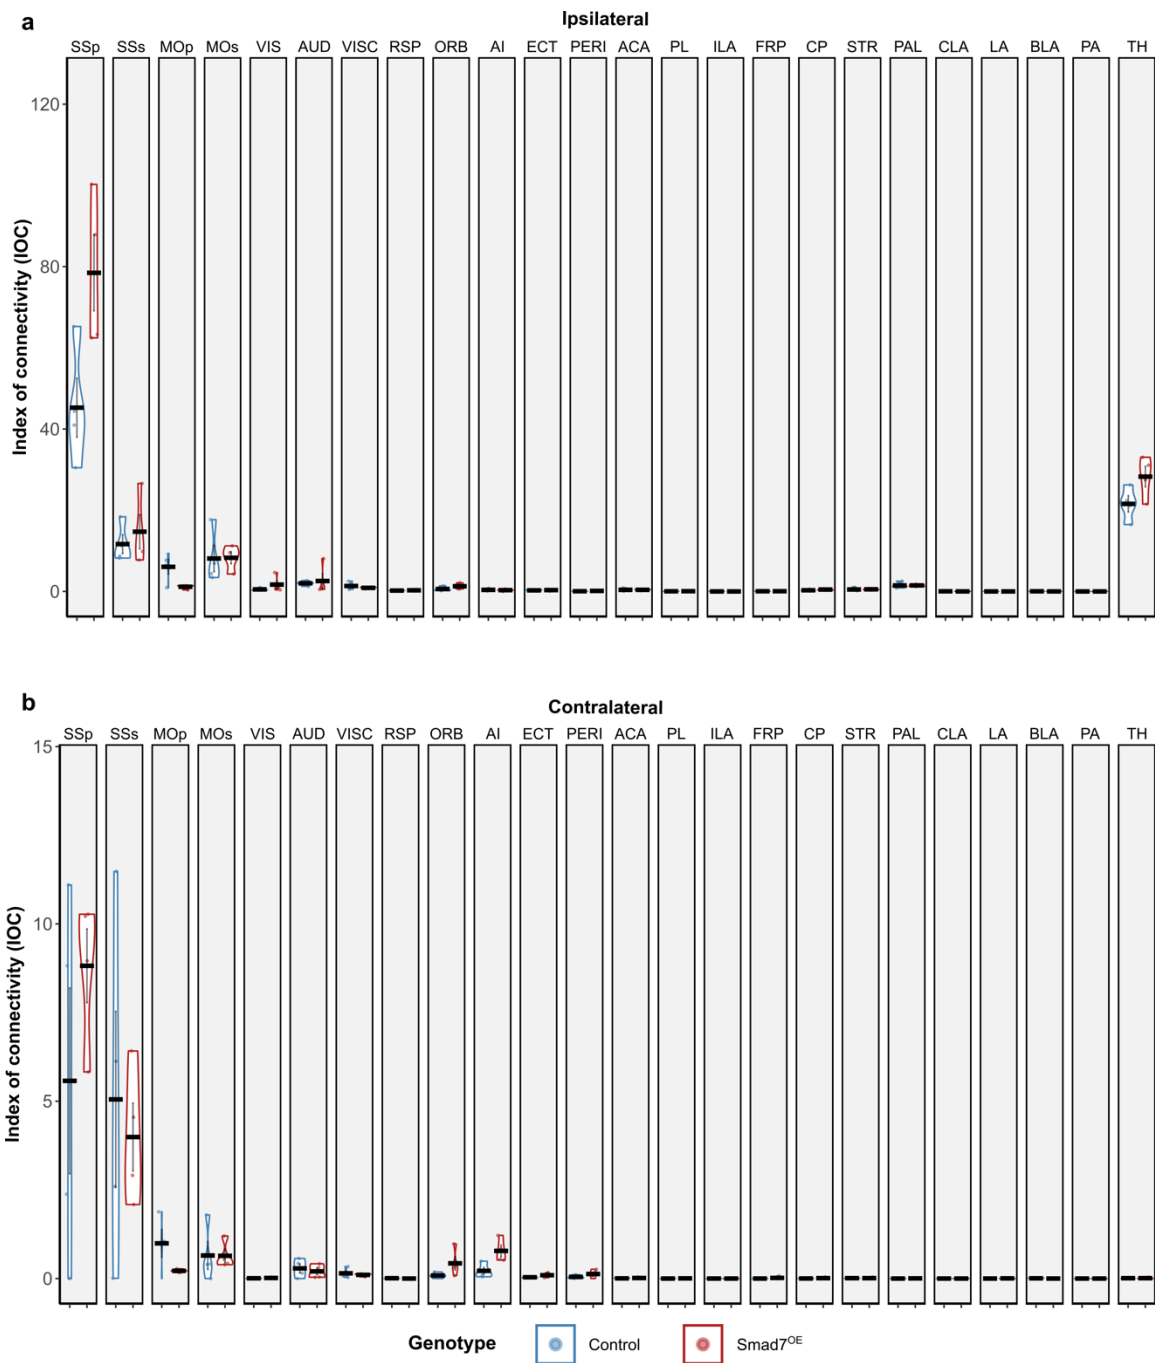 a
Ipsilateral
SSp SSs MOp MOs VIS AUD VISC RSP ORB AI ECT PERI ACA PL ILA FRP CP STR PAL CLA LA BLA PA TH
120
80
40
0
Index of connectivity (IOC)
b
Contralateral
SSp SSs MOp MOs VIS AUD VISC RSP ORB AI ECT PERI ACA PL ILA FRP CP STR PAL CLA LA BLA PA TH
15
10
5
0
Index of connectivity (IOC)
Genotype Control Smad7OE